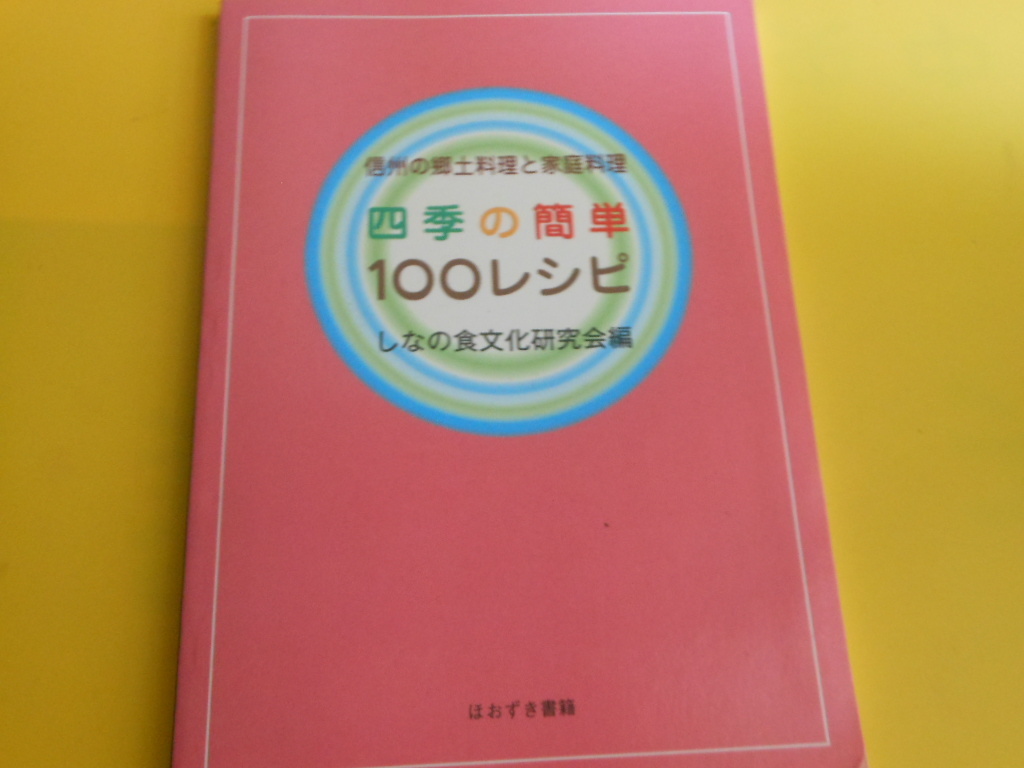 信州の郷土料理と家庭料理
四季の簡単
100レシピ
しなの食文化研究会編
ほおずき書籍